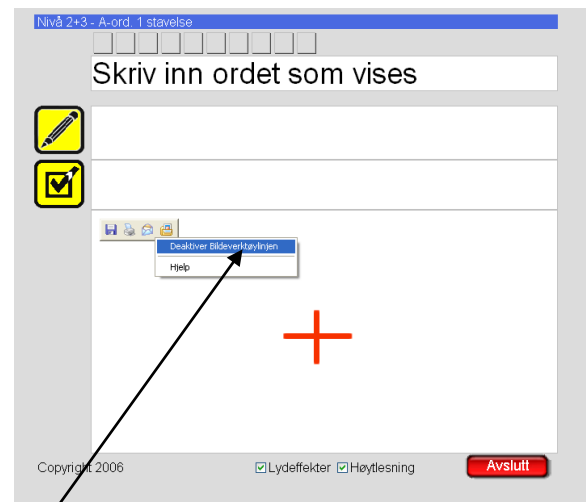 Nivå 2+3 - A-ord. 1 stavelse
Skriv inn ordet som vises
Deaktiver Bildeverktøylinjen
Hjelp
Copyright 2006
Lydeffekter Høytlesning
Avslutt